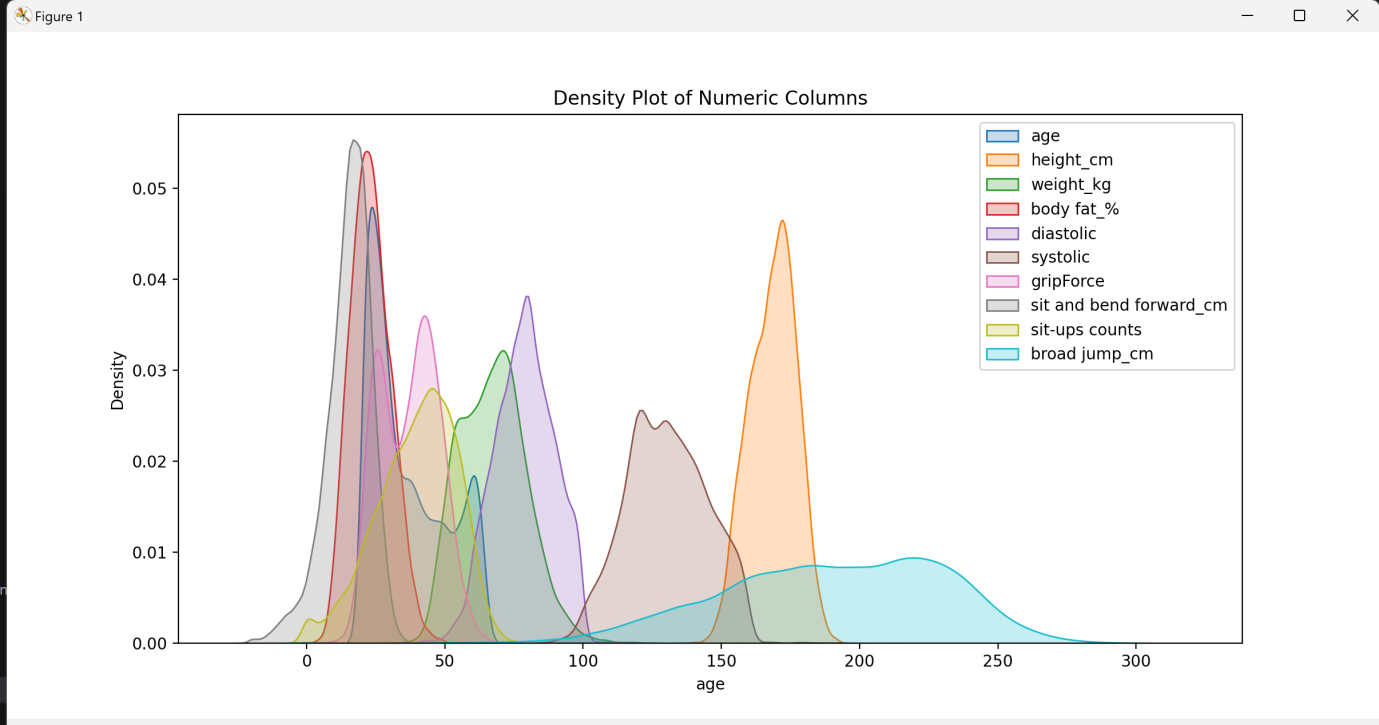 Figure 1
Density Plot of Numeric Columns
age
height_cm
weight_kg
body fat_%
diastolic
systolic
gripForce
sit and bend forward_cm
sit-ups counts
broad jump_cm
Density
0.05
0.04
0.03
0.02
0.01
0.00
0 50 100 150 200 250 300
age